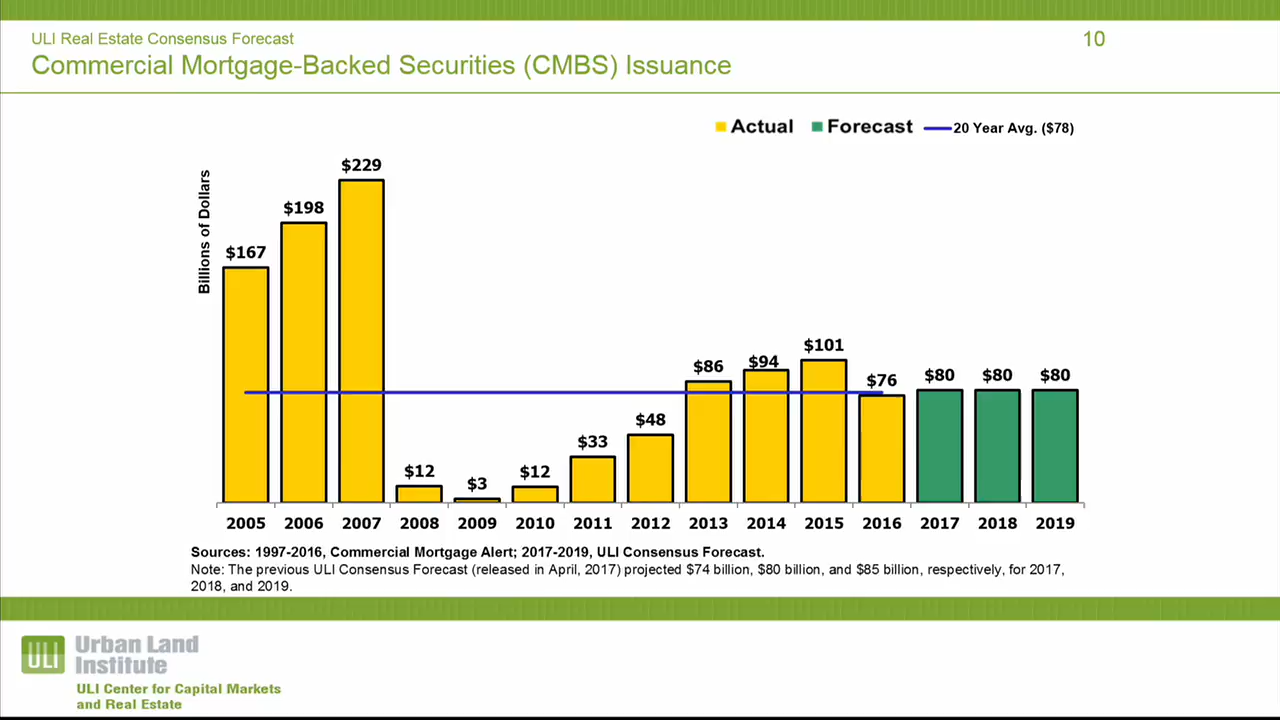 ULI Real Estate Consensus Forecast
10
Commercial Mortgage-Backed Securities (CMBS) Issuance
Actual Forecast 20 Year Avg. ($78)
Billions of Dollars
$167
$198
$229
$12
$3
$12
$33
$48
$86
$94
$101
$76
$80
$80
$80
2005 2006 2007 2008 2009 2010 2011 2012 2013 2014 2015 2016 2017 2018 2019
Sources: 1997-2016, Commercial Mortgage Alert; 2017-2019, ULI Consensus Forecast.
Note: The previous ULI Consensus Forecast (released in April, 2017) projected $74 billion, $80 billion, and $85 billion, respectively, for 2017,
2018, and 2019.
ULI
Urban Land
Institute
ULI Center for Capital Markets
and Real Estate